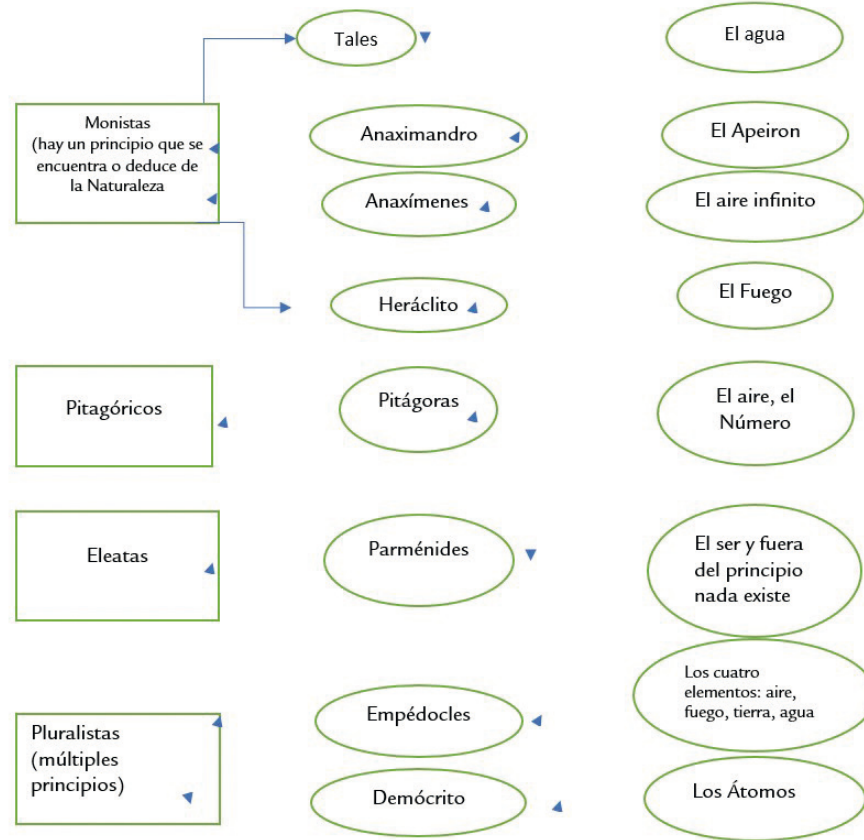 Tales
El agua
Monistas
(hay un principio que se
encuentra o deduce de
la Naturaleza
Anaximandro
El Apeiron
Anaxímenes
El aire infinito
Heráclito
El Fuego
Pitagóricos
Pitágoras
El aire, el
Número
Eleatas
Parménides
El ser y fuera
del principio
nada existe
Pluralistas
(múltiples
principios)
Empédocles
Los cuatro
elementos: aire,
fuego, tierra, agua
Demócrito
Los Átomos